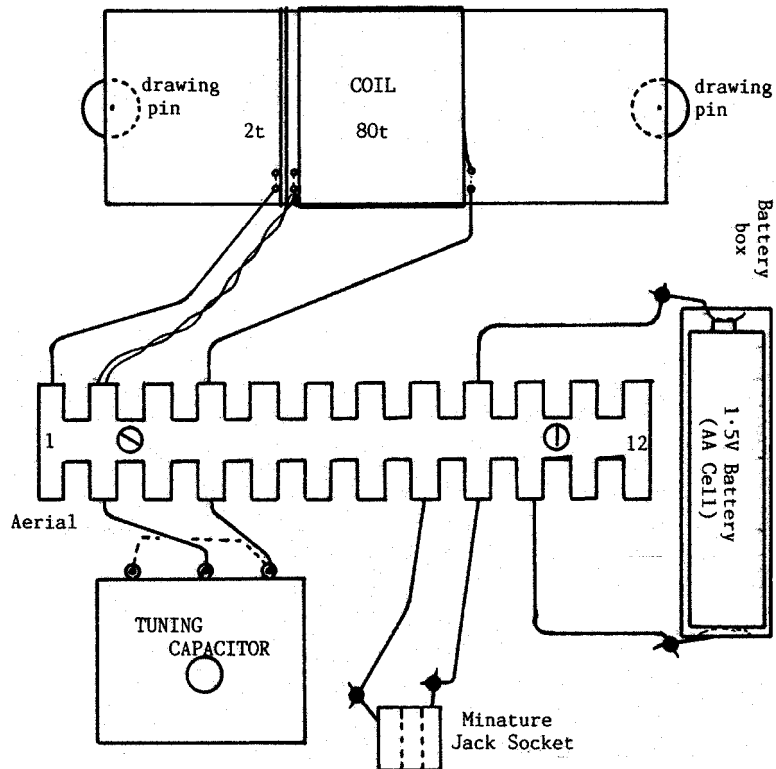 drawing
pin
COIL
2t
80t
drawing
pin
Battery
box
1
12
1·5V Battery
(AA Cell)
Aerial
TUNING
CAPACITOR
Minature
Jack Socket